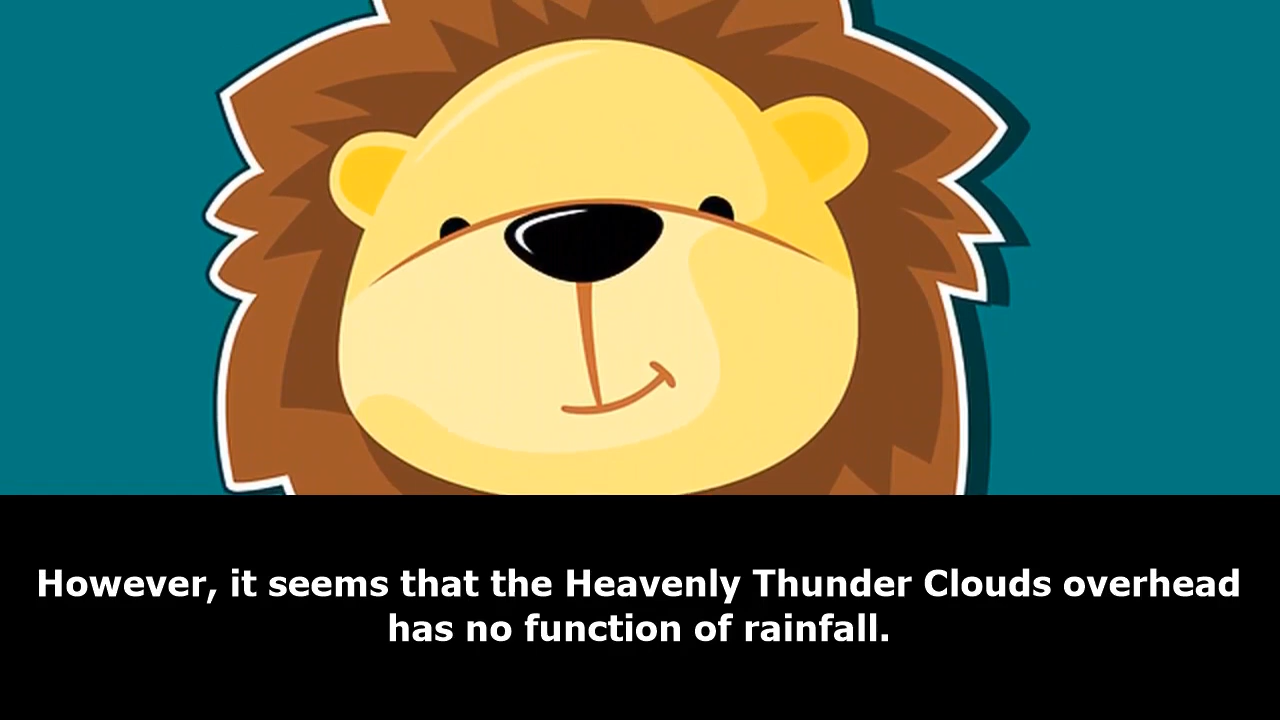 However, it seems that the Heavenly Thunder Clouds overhead
has no function of rainfall.